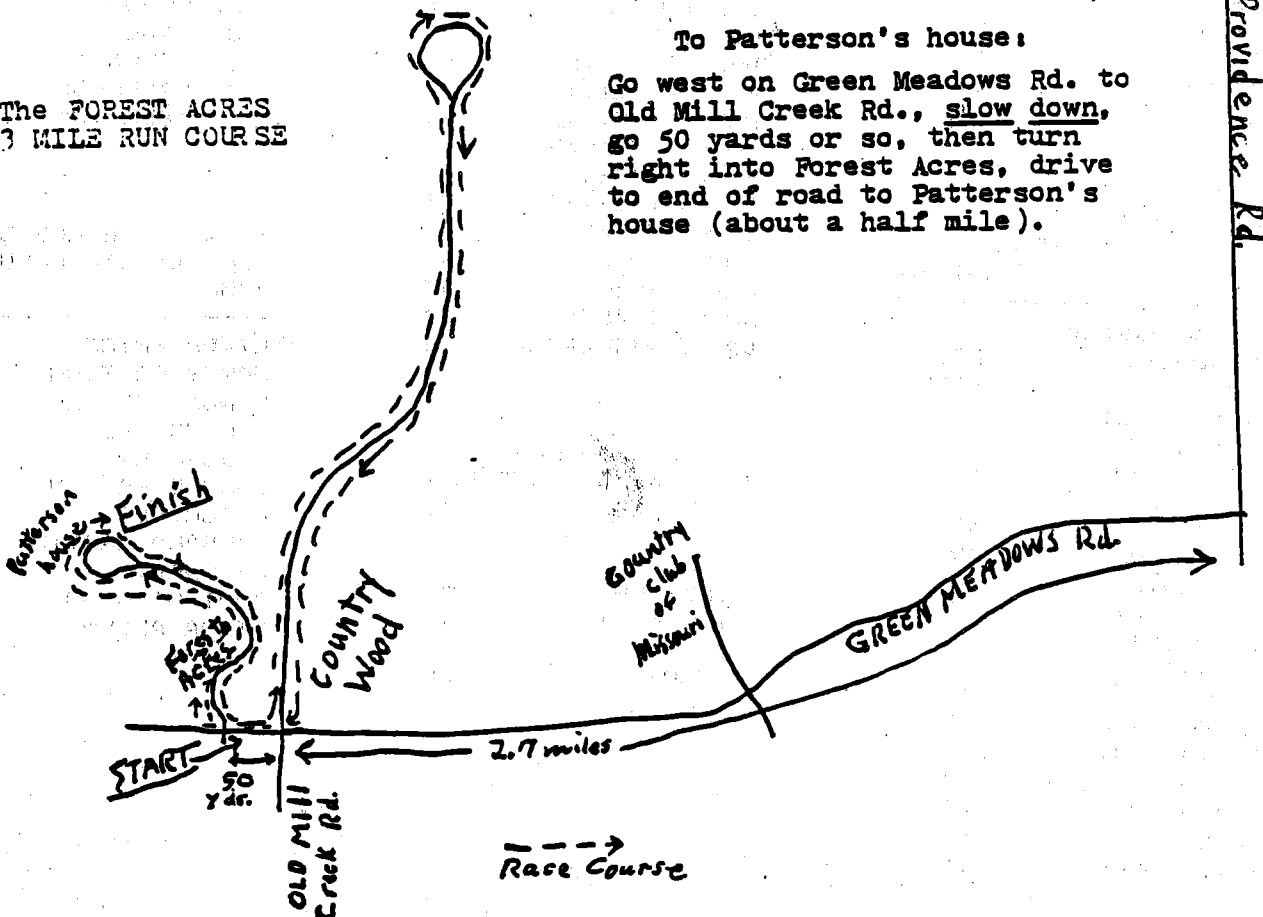 The FOREST ACRES
3 MILE RUN COURSE
To Patterson's house:
Go west on Green Meadows Rd. to
Old Mill Creek Rd., slow down,
go 50 yards or so, then turn
right into Forest Acres, drive
to end of road to Patterson's
house (about a half mile).
Providence Rd.
Patterson
house
Finish
Forest
Acres
Country
Wood
Country
Club
of
Missouri
GREEN MEADOWS Rd.
START
50
yds.
2.7 miles
OLD Mill
Creek Rd.
Race Course